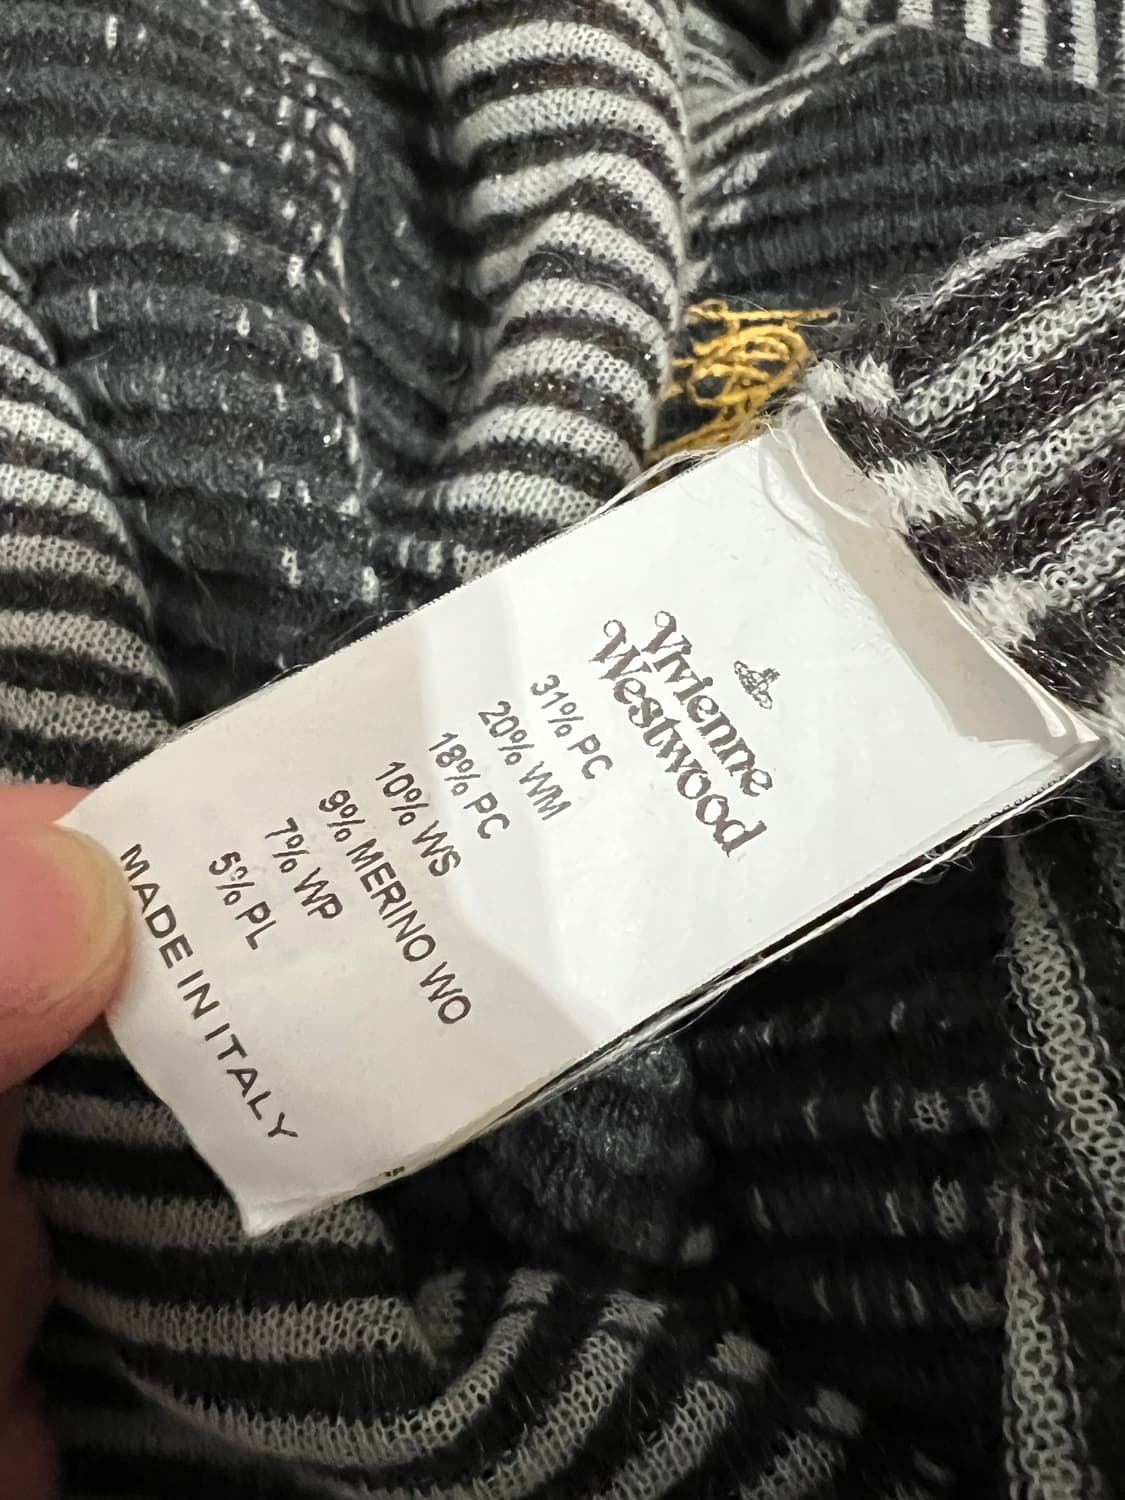 Vivienne
Westwood
31% PC
20% WM
18% PC
10% WS
9% MERINO WO
7% WP
5% PL
MADE IN ITALY